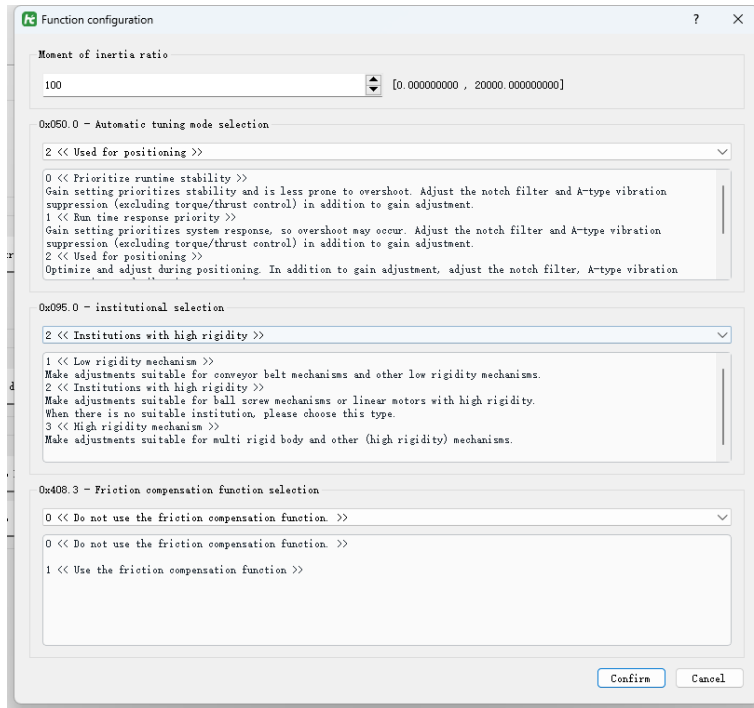 Function configuration
? ×
Moment of inertia ratio
100
[0.000000000 , 20000.000000000]
0x050.0 - Automatic tuning mode selection
2 << Used for positioning >>
0 << Prioritize runtime stability >>
Gain setting prioritizes stability and is less prone to overshoot. Adjust the notch filter and A-type vibration
suppression (excluding torque/thrust control) in addition to gain adjustment.
1 << Run time response priority >>
Gain setting prioritizes system response, so overshoot may occur. Adjust the notch filter and A-type vibration
suppression (excluding torque/thrust control) in addition to gain adjustment.
2 << Used for positioning >>
Optimize and adjust during positioning. In addition to gain adjustment, adjust the notch filter, A-type vibration
0x095.0 - institutional selection
2 << Institutions with high rigidity >>
1 << Low rigidity mechanism >>
Make adjustments suitable for conveyor belt mechanisms and other low rigidity mechanisms.
2 << Institutions with high rigidity >>
Make adjustments suitable for ball screw mechanisms or linear motors with high rigidity.
When there is no suitable institution, please choose this type.
3 << High rigidity mechanism >>
Make adjustments suitable for multi rigid body and other (high rigidity) mechanisms.
0x408.3 - Friction compensation function selection
0 << Do not use the friction compensation function. >>
0 << Do not use the friction compensation function. >>
1 << Use the friction compensation function >>
Confirm
Cancel